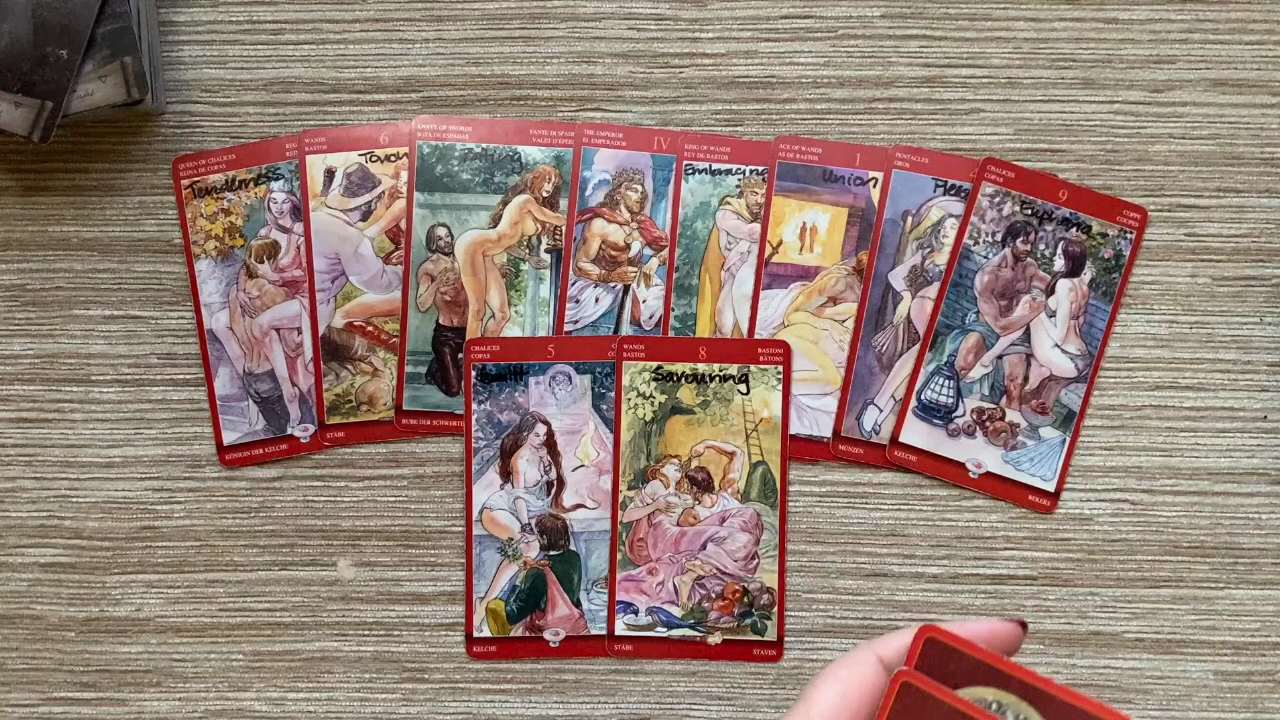 QUEEN OF CHALICES
REINA DE COPAS
Tenderness
KÖNIGIN DER KELCHE
WANDS
BASTOS
6
STÄBE
KNAVE OF SWORDS
SOTA DE ESPADAS
FANTE DI SPADE
VALET D'ÉPÉE
BUBE DER SCHWERTER
THE EMPEROR
EL EMPERADOR
IV
KING OF WANDS
REY DE BASTOS
Embracing
ACE OF WANDS
AS DE BASTOS
1
Union
PENTACLES
OROS
MÜNZEN
CHALICES
COPAS
9
COPPE
COUPES
Euphoria
KELCHE
BEKERS
CHALICES
COPAS
5
KELCHE
WANDS
BASTOS
8
BASTONI
BÂTONS
Savouring
STÄBE
STAVEN